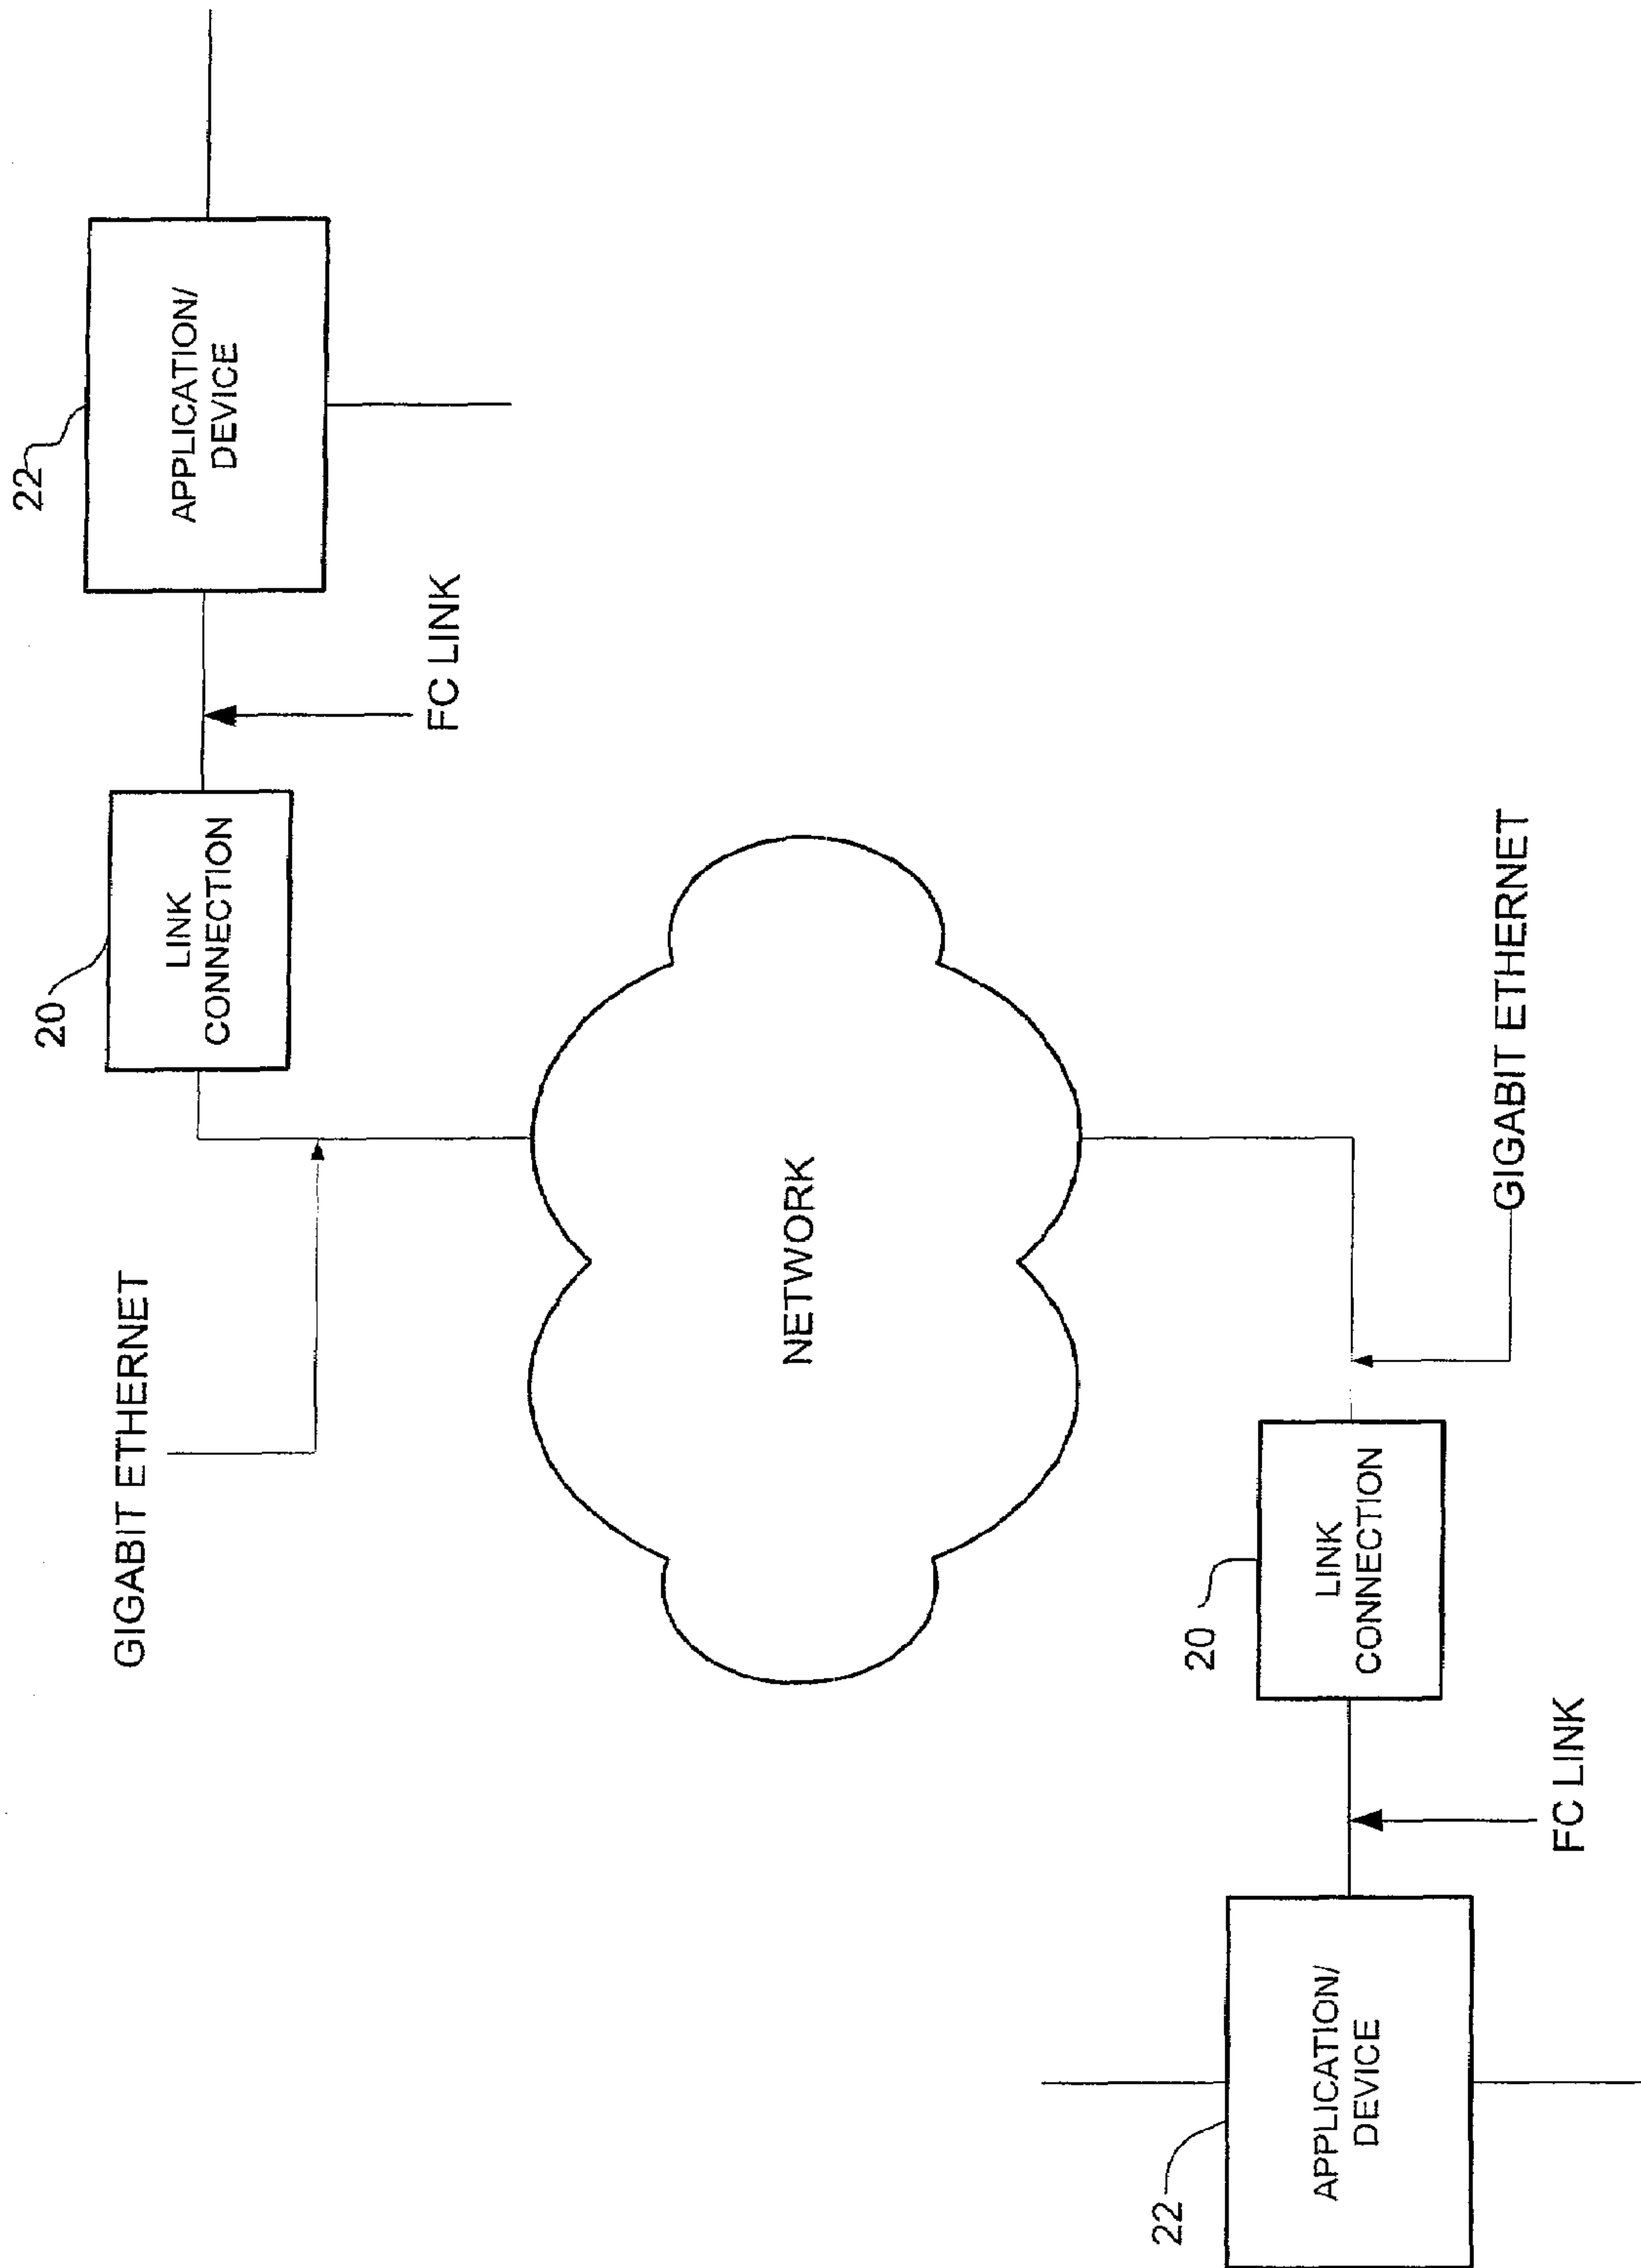 22
APPLICATION/
DEVICE
FC LINK
20
LINK
CONNECTION
GIGABIT ETHERNET
NETWORK
GIGABIT ETHERNET
20
LINK
CONNECTION
FC LINK
22
APPLICATION/
DEVICE